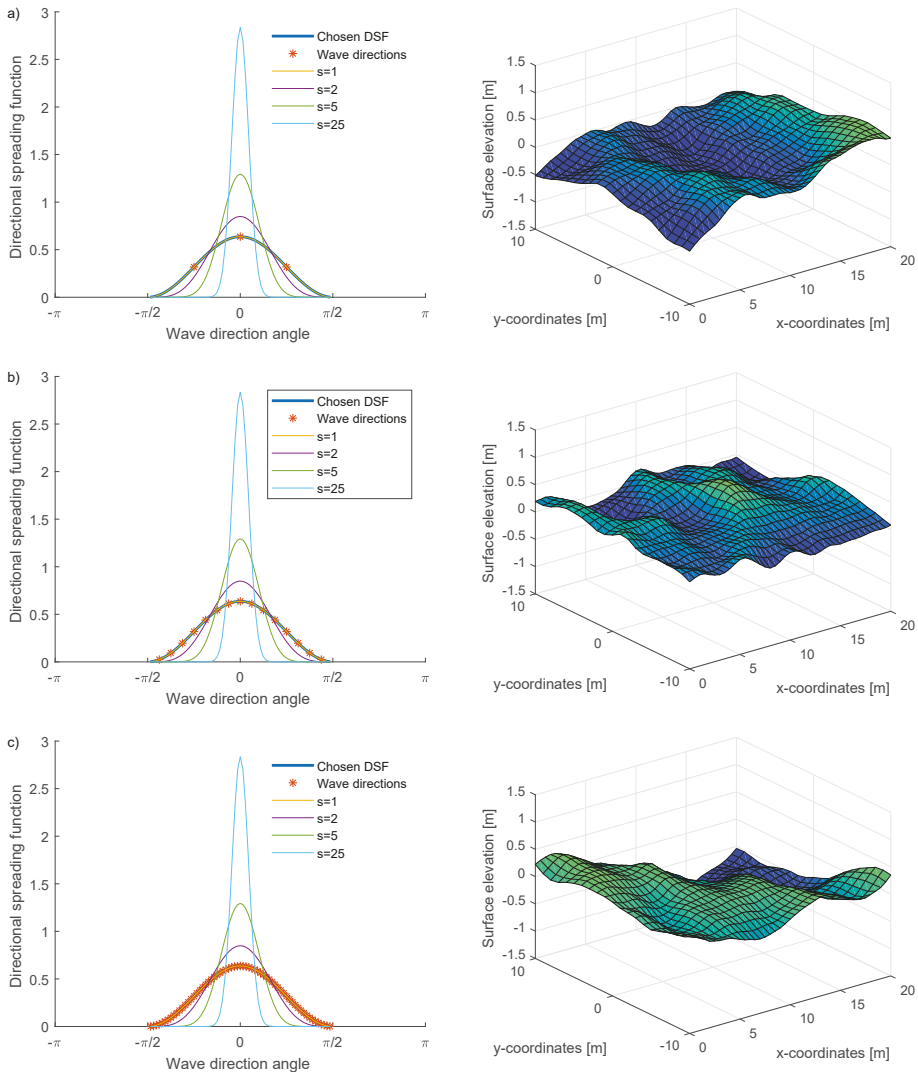 a)
3
2.5
2
1.5
1
0.5
0
Directional spreading function
-π
-π/2
0
π/2
π
Wave direction angle
Chosen DSF
Wave directions
s=1
s=2
s=5
s=25
1.5
1
0.5
0
-0.5
-1
-1.5
Surface elevation [m]
10
0
-10
y-coordinates [m]
0
5
10
15
20
x-coordinates [m]
b)
3
2.5
2
1.5
1
0.5
0
Directional spreading function
-π
-π/2
0
π/2
π
Wave direction angle
Chosen DSF
Wave directions
s=1
s=2
s=5
s=25
1.5
1
0.5
0
-0.5
-1
-1.5
Surface elevation [m]
10
0
-10
y-coordinates [m]
0
5
10
15
20
x-coordinates [m]
c)
3
2.5
2
1.5
1
0.5
0
Directional spreading function
-π
-π/2
0
π/2
π
Wave direction angle
Chosen DSF
Wave directions
s=1
s=2
s=5
s=25
1.5
1
0.5
0
-0.5
-1
-1.5
Surface elevation [m]
10
0
-10
y-coordinates [m]
0
5
10
15
20
x-coordinates [m]